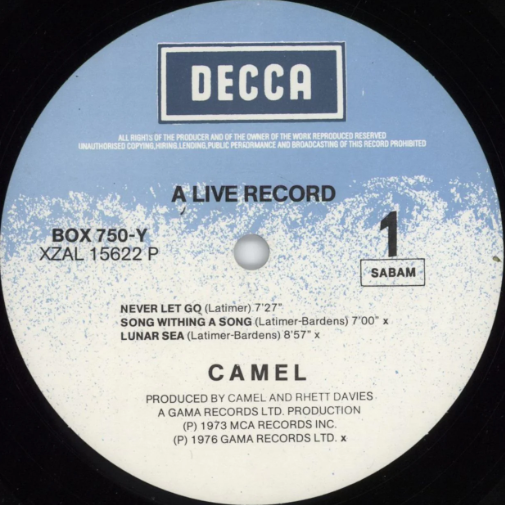 DECCA
ALL RIGHTS OF THE PRODUCER AND OF THE OWNER OF THE WORK REPRODUCED RESERVED
UNAUTHORISED COPYING, HIRING, LENDING, PUBLIC PERFORMANCE AND BROADCASTING OF THIS RECORD PROHIBITED
A LIVE RECORD
BOX 750-Y
XZAL 15622 P
1
SABAM
NEVER LET GO (Latimer) 7'27"
SONG WITHING A SONG (Latimer-Bardens) 7'00" x
LUNAR SEA (Latimer-Bardens) 8'57" x
CAMEL
PRODUCED BY CAMEL AND RHETT DAVIES
A GAMA RECORDS LTD. PRODUCTION
(P) 1973 MCA RECORDS INC.
(P) 1976 GAMA RECORDS LTD. x